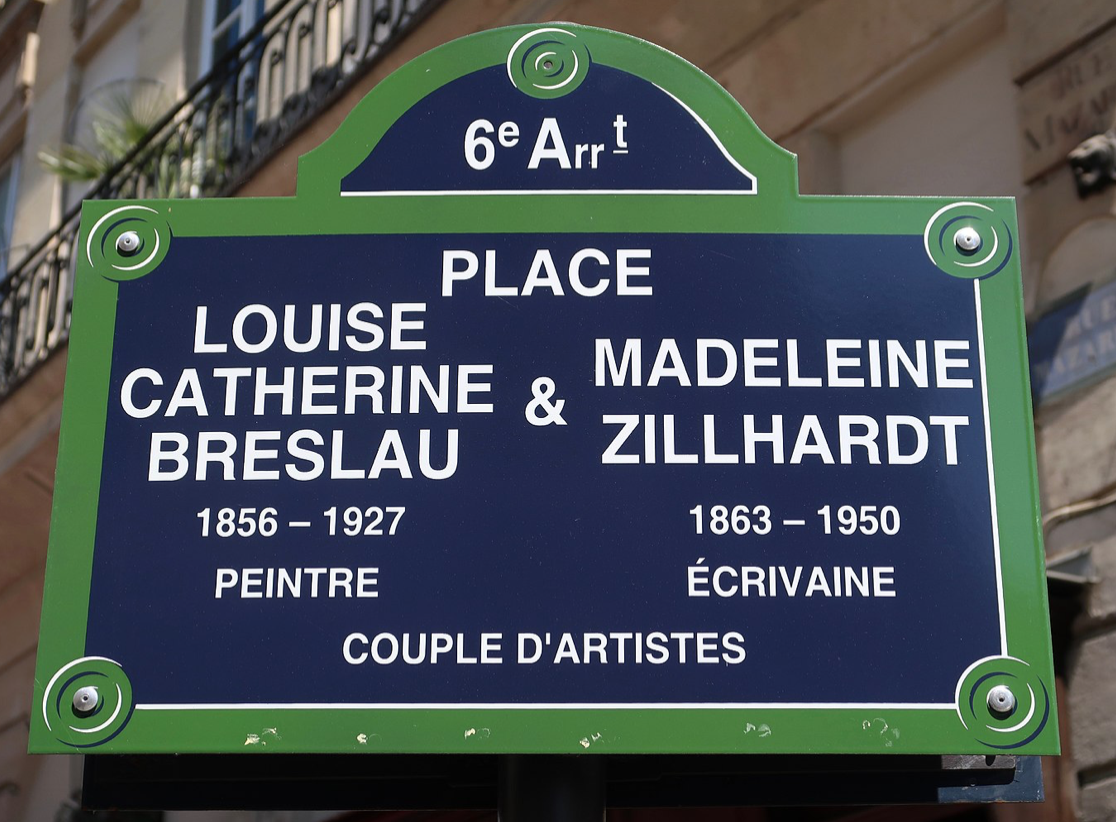 6e Arrt
PLACE
LOUISE
CATHERINE
BRESLAU
&
MADELEINE
ZILLHARDT
1856 – 1927
1863 – 1950
PEINTRE
ÉCRIVAINE
COUPLE D'ARTISTES